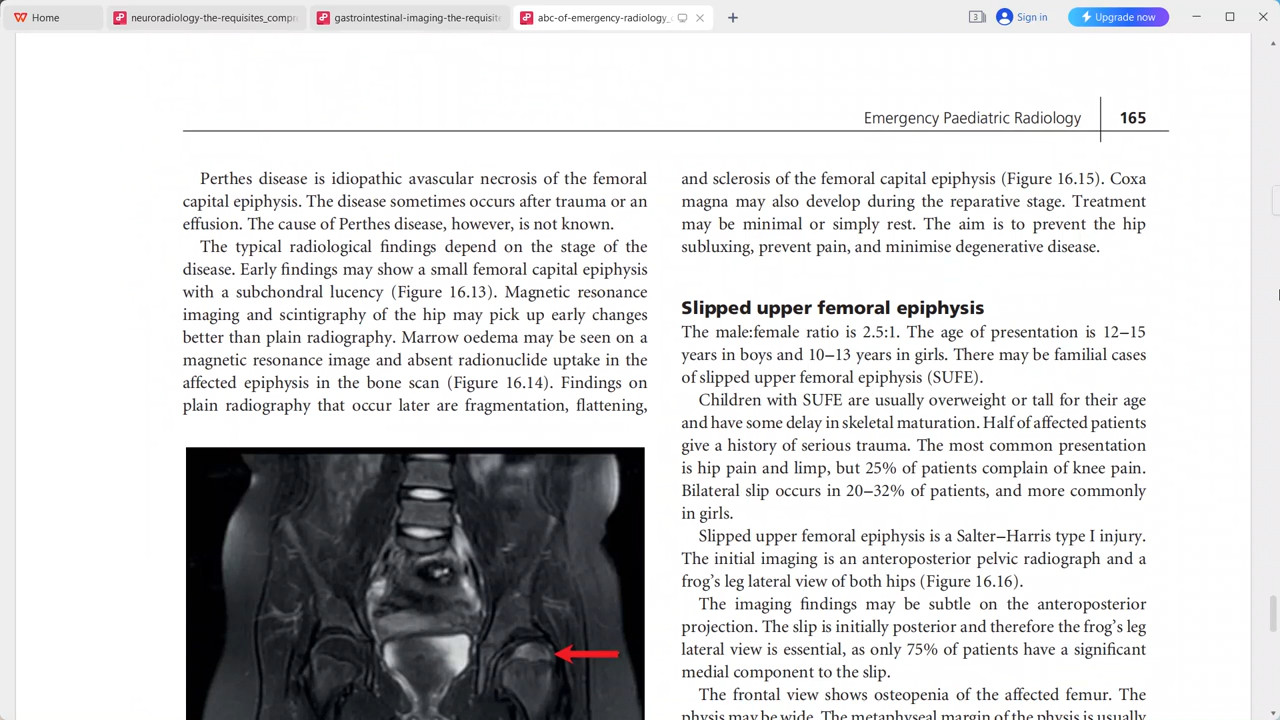 Home
neuroradiology-the-requisites_compr
gastrointestinal-imaging-the-requisite
abc-of-emergency-radiology_
3
Sign in
Upgrade now
Emergency Paediatric Radiology
165
Perthes disease is idiopathic avascular necrosis of the femoral
capital epiphysis. The disease sometimes occurs after trauma or an
effusion. The cause of Perthes disease, however, is not known.
The typical radiological findings depend on the stage of the
disease. Early findings may show a small femoral capital epiphysis
with a subchondral lucency (Figure 16.13). Magnetic resonance
imaging and scintigraphy of the hip may pick up early changes
better than plain radiography. Marrow oedema may be seen on a
magnetic resonance image and absent radionuclide uptake in the
affected epiphysis in the bone scan (Figure 16.14). Findings on
plain radiography that occur later are fragmentation, flattening,
and sclerosis of the femoral capital epiphysis (Figure 16.15). Coxa
magna may also develop during the reparative stage. Treatment
may be minimal or simply rest. The aim is to prevent the hip
subluxing, prevent pain, and minimise degenerative disease.
Slipped upper femoral epiphysis
The male:female ratio is 2.5:1. The age of presentation is 12–15
years in boys and 10–13 years in girls. There may be familial cases
of slipped upper femoral epiphysis (SUFE).
Children with SUFE are usually overweight or tall for their age
and have some delay in skeletal maturation. Half of affected patients
give a history of serious trauma. The most common presentation
is hip pain and limp, but 25% of patients complain of knee pain.
Bilateral slip occurs in 20–32% of patients, and more commonly
in girls.
Slipped upper femoral epiphysis is a Salter–Harris type I injury.
The initial imaging is an anteroposterior pelvic radiograph and a
frog's leg lateral view of both hips (Figure 16.16).
The imaging findings may be subtle on the anteroposterior
projection. The slip is initially posterior and therefore the frog's leg
lateral view is essential, as only 75% of patients have a significant
medial component to the slip.
The frontal view shows osteopenia of the affected femur. The
physis may be wide. The metaphyseal margin of the physis is usually